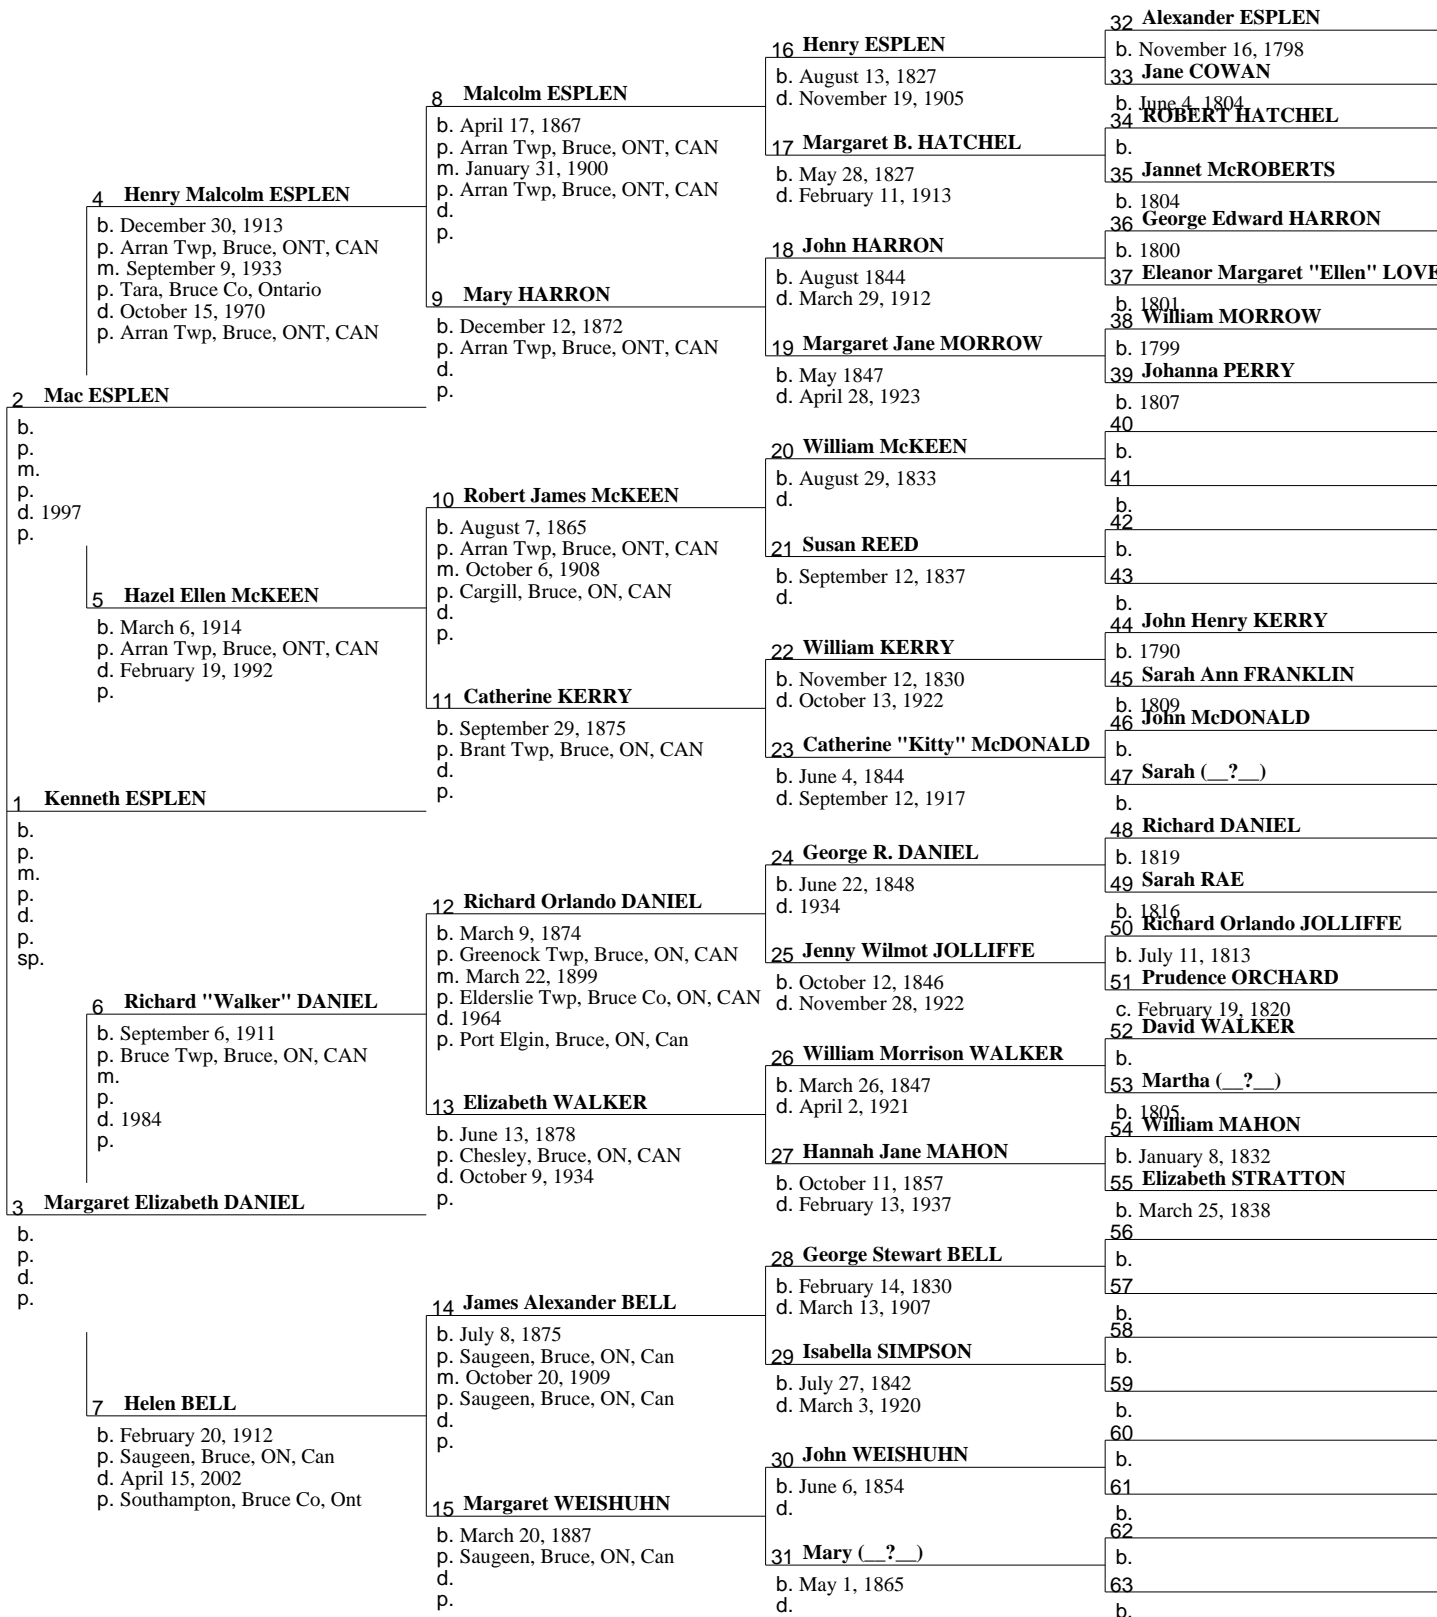 1 Kenneth ESPLEN
b.
p.
m.
p.
d.
p.
sp.
2 Mac ESPLEN
b.
p.
m.
p.
d. 1997
p.
3 Margaret Elizabeth DANIEL
b.
p.
d.
p.
4 Henry Malcolm ESPLEN
b. December 30, 1913
p. Arran Twp, Bruce, ONT, CAN
m. September 9, 1933
p. Tara, Bruce Co, Ontario
d. October 15, 1970
p. Arran Twp, Bruce, ONT, CAN
5 Hazel Ellen McKEEN
b. March 6, 1914
p. Arran Twp, Bruce, ONT, CAN
d. February 19, 1992
p.
6 Richard "Walker" DANIEL
b. September 6, 1911
p. Bruce Twp, Bruce, ON, CAN
m.
p.
d. 1984
p.
7 Helen BELL
b. February 20, 1912
p. Saugeen, Bruce, ON, Can
d. April 15, 2002
p. Southampton, Bruce Co, Ont
8 Malcolm ESPLEN
b. April 17, 1867
p. Arran Twp, Bruce, ONT, CAN
m. January 31, 1900
p. Arran Twp, Bruce, ONT, CAN
d.
p.
9 Mary HARRON
b. December 12, 1872
p. Arran Twp, Bruce, ONT, CAN
d.
p.
10 Robert James McKEEN
b. August 7, 1865
p. Arran Twp, Bruce, ONT, CAN
m. October 6, 1908
p. Cargill, Bruce, ON, CAN
d.
p.
11 Catherine KERRY
b. September 29, 1875
p. Brant Twp, Bruce, ON, CAN
d.
p.
12 Richard Orlando DANIEL
b. March 9, 1874
p. Greenock Twp, Bruce, ON, CAN
m. March 22, 1899
p. Elderslie Twp, Bruce Co, ON, CAN
d. 1964
p. Port Elgin, Bruce, ON, Can
13 Elizabeth WALKER
b. June 13, 1878
p. Chesley, Bruce, ON, CAN
d. October 9, 1934
p.
14 James Alexander BELL
b. July 8, 1875
p. Saugeen, Bruce, ON, Can
m. October 20, 1909
p. Saugeen, Bruce, ON, Can
d.
p.
15 Margaret WEISHUHN
b. March 20, 1887
p. Saugeen, Bruce, ON, Can
d.
p.
16 Henry ESPLEN
b. August 13, 1827
d. November 19, 1905
17 Margaret B. HATCHEL
b. May 28, 1827
d. February 11, 1913
18 John HARRON
b. August 1844
d. March 29, 1912
19 Margaret Jane MORROW
b. May 1847
d. April 28, 1923
20 William McKEEN
b. August 29, 1833
d.
21 Susan REED
b. September 12, 1837
d.
22 William KERRY
b. November 12, 1830
d. October 13, 1922
23 Catherine "Kitty" McDONALD
b. June 4, 1844
d. September 12, 1917
24 George R. DANIEL
b. June 22, 1848
d. 1934
25 Jenny Wilmot JOLLIFFE
b. October 12, 1846
d. November 28, 1922
26 William Morrison WALKER
b. March 26, 1847
d. April 2, 1921
27 Hannah Jane MAHON
b. October 11, 1857
d. February 13, 1937
28 George Stewart BELL
b. February 14, 1830
d. March 13, 1907
29 Isabella SIMPSON
b. July 27, 1842
d. March 3, 1920
30 John WEISHUHN
b. June 6, 1854
d.
31 Mary (__?__)
b. May 1, 1865
d.
32 Alexander ESPLEN
b. November 16, 1798
33 Jane COWAN
b. June 4, 1804
34 ROBERT HATCHEL
b.
35 Jannet McROBERTS
b. 1804
36 George Edward HARRON
b. 1800
37 Eleanor Margaret "Ellen" LOVE
b. 1801
38 William MORROW
b. 1799
39 Johanna PERRY
b. 1807
40
b.
41
b.
42
b.
43
b.
44 John Henry KERRY
b. 1790
45 Sarah Ann FRANKLIN
b. 1809
46 John McDONALD
b.
47 Sarah (__?__)
b.
48 Richard DANIEL
b. 1819
49 Sarah RAE
b. 1816
50 Richard Orlando JOLLIFFE
b. July 11, 1813
51 Prudence ORCHARD
c. February 19, 1820
52 David WALKER
b.
53 Martha (__?__)
b. 1805
54 William MAHON
b. January 8, 1832
55 Elizabeth STRATTON
b. March 25, 1838
56
b.
57
b.
58
b.
59
b.
60
b.
61
b.
62
b.
63
b.